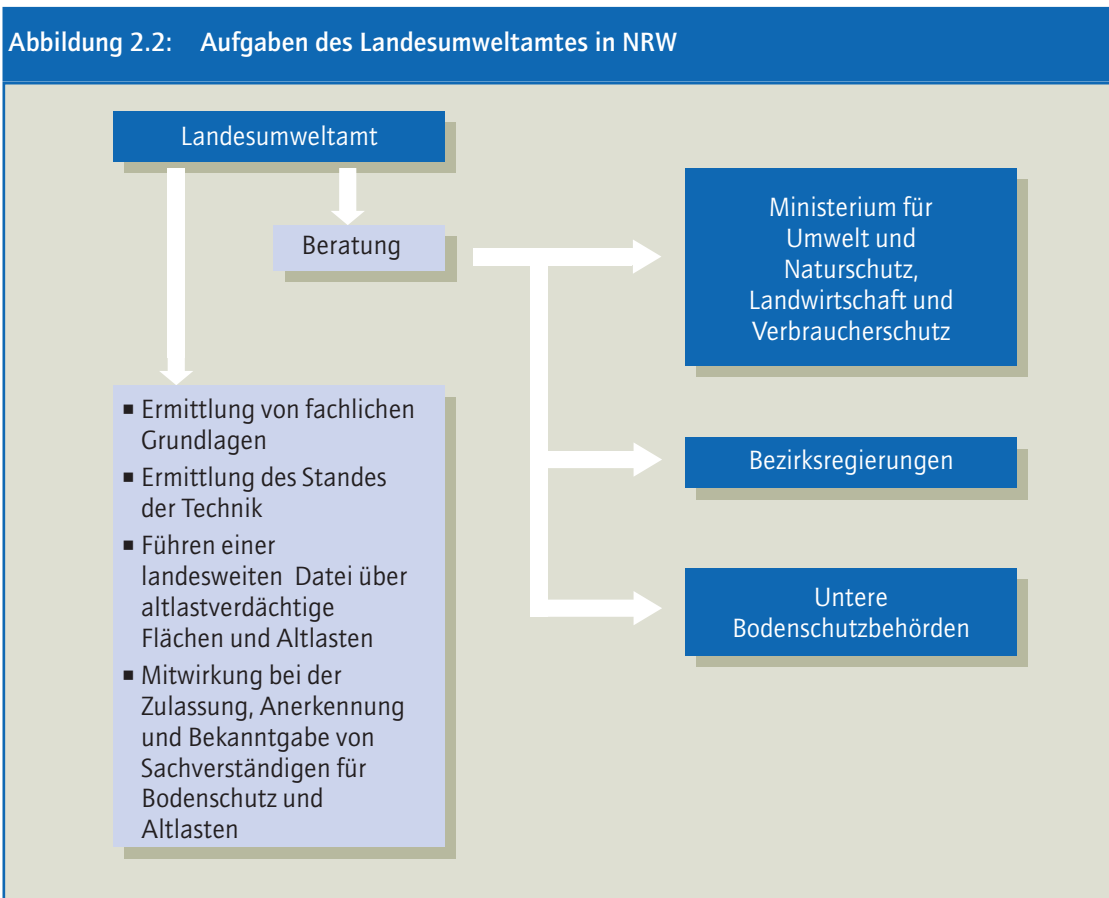 Abbildung 2.2: Aufgaben des Landesumweltamtes in NRW
Landesumweltamt
Beratung
▪ Ermittlung von fachlichen
Grundlagen
▪ Ermittlung des Standes
der Technik
▪ Führen einer
landesweiten Datei über
altlastverdächtige
Flächen und Altlasten
▪ Mitwirkung bei der
Zulassung, Anerkennung
und Bekanntgabe von
Sachverständigen für
Bodenschutz und
Altlasten
Ministerium für
Umwelt und
Naturschutz,
Landwirtschaft und
Verbraucherschutz
Bezirksregierungen
Untere
Bodenschutzbehörden